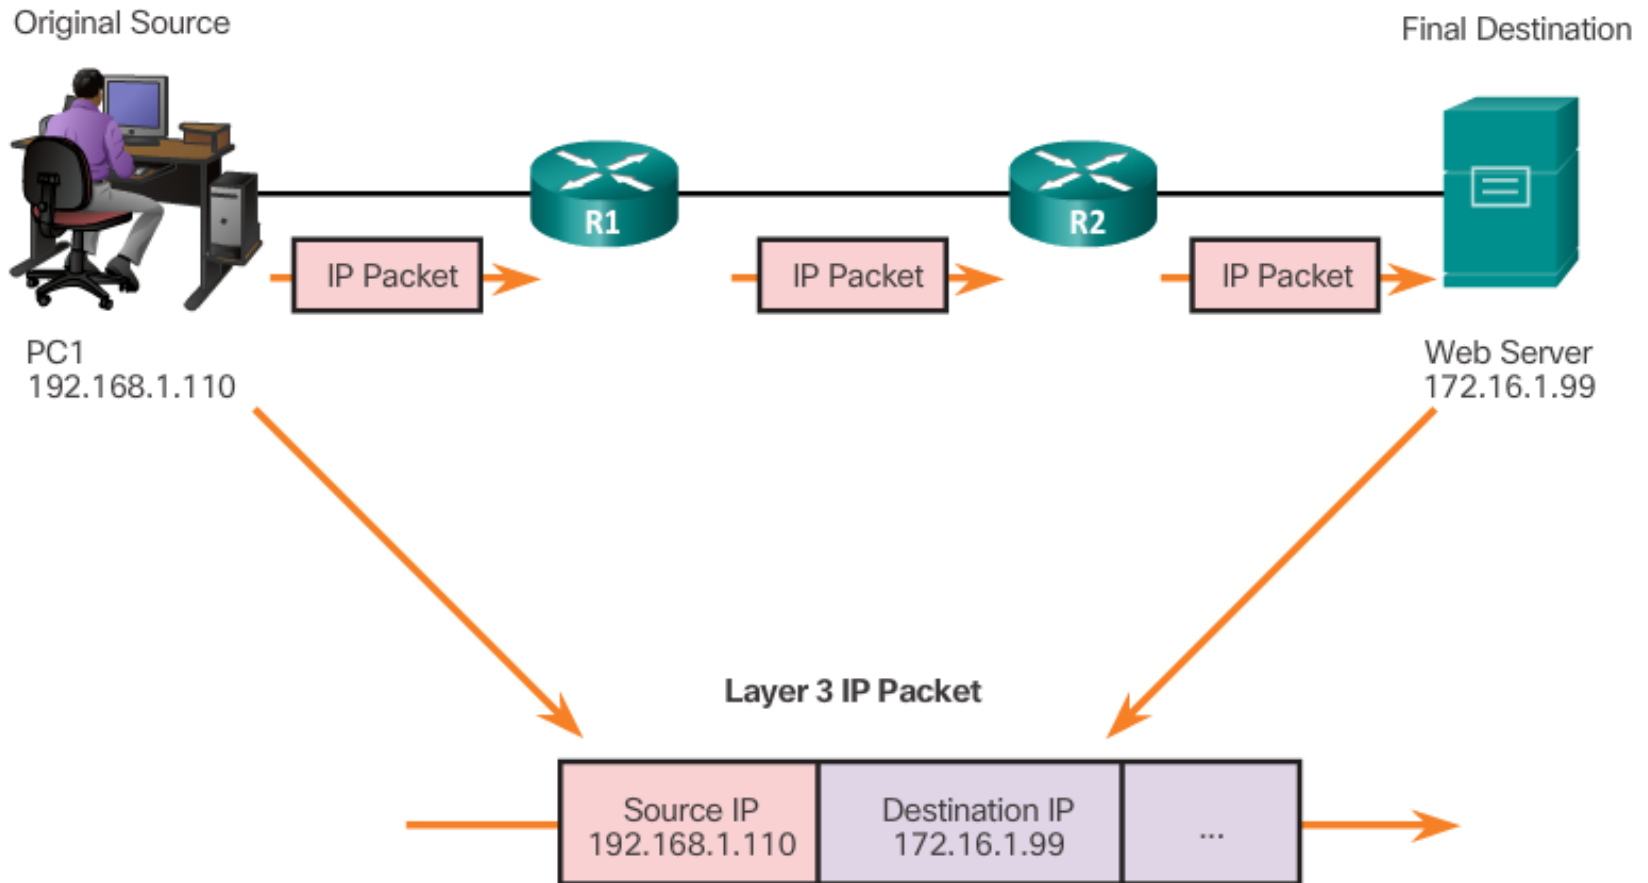 Original Source
Final Destination
R1
R2
IP Packet
IP Packet
IP Packet
PC1
192.168.1.110
Web Server
172.16.1.99
Layer 3 IP Packet
Source IP
192.168.1.110
Destination IP
172.16.1.99
...